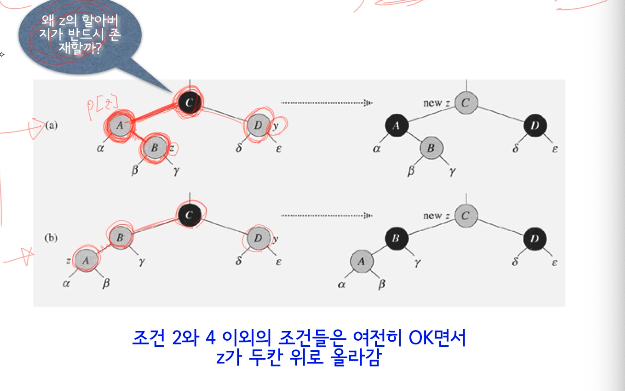 왜 z의 할아버
지가 반드시 존
재할까?
p[z]
C
new z C
(a)
A
D y
A
D
α
B z
δ ε
α
B
δ ε
β γ
β γ
C
new z C
(b)
B
D y
B
D
z A
γ
δ ε
A
γ
δ ε
α β
α β
조건 2와 4 이외의 조건들은 여전히 OK면서
z가 두칸 위로 올라감